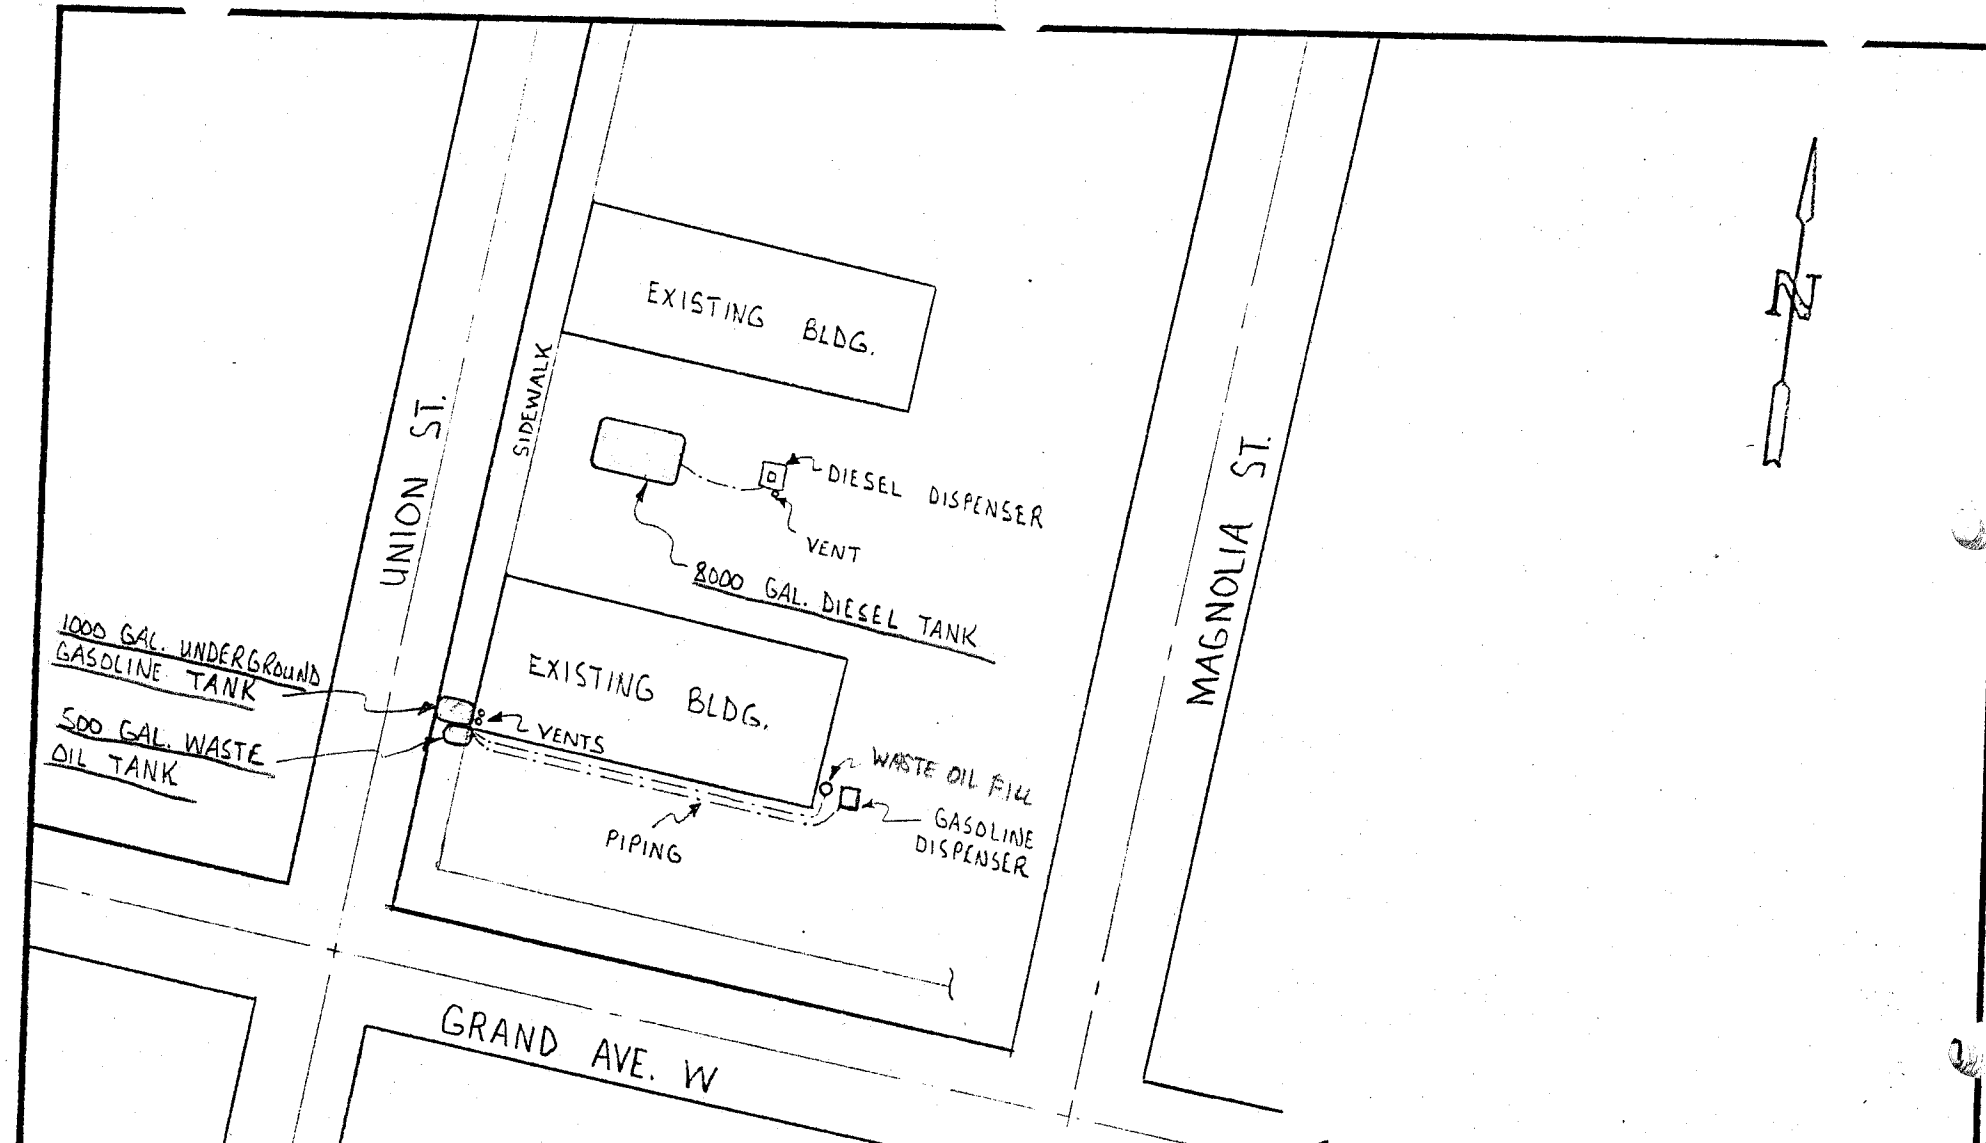 N
EXISTING BLDG.
SIDEWALK
UNION ST.
DIESEL DISPENSER
VENT
8000 GAL. DIESEL TANK
MAGNOLIA ST.
1000 GAL. UNDERGROUND
GASOLINE TANK
500 GAL. WASTE
OIL TANK
EXISTING BLDG.
VENTS
WASTE OIL FILL
GASOLINE
DISPENSER
PIPING
GRAND AVE. W